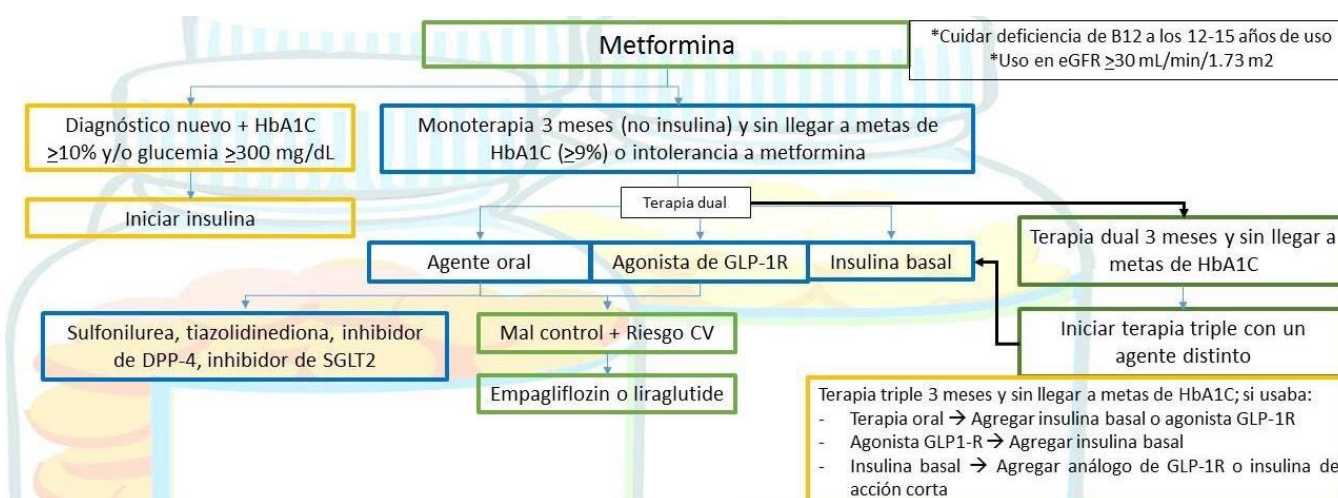 Metformina
*Cuidar deficiencia de B12 a los 12-15 años de uso
*Uso en eGFR ≥30 mL/min/1.73 m2
Diagnóstico nuevo + HbA1C
≥10% y/o glucemia ≥300 mg/dL
Monoterapia 3 meses (no insulina) y sin llegar a metas de
HbA1C (≥9%) o intolerancia a metformina
Iniciar insulina
Terapia dual
Agente oral
Agonista de GLP-1R
Insulina basal
Terapia dual 3 meses y sin llegar a
metas de HbA1C
Sulfonilurea, tiazolidinediona, inhibidor
de DPP-4, inhibidor de SGLT2
Mal control + Riesgo CV
Iniciar terapia triple con un
agente distinto
Empagliflozin o liraglutide
Terapia triple 3 meses y sin llegar a metas de HbA1C; si usaba:
- Terapia oral → Agregar insulina basal o agonista GLP-1R
- Agonista GLP1-R → Agregar insulina basal
- Insulina basal → Agregar análogo de GLP-1R o insulina de
acción corta